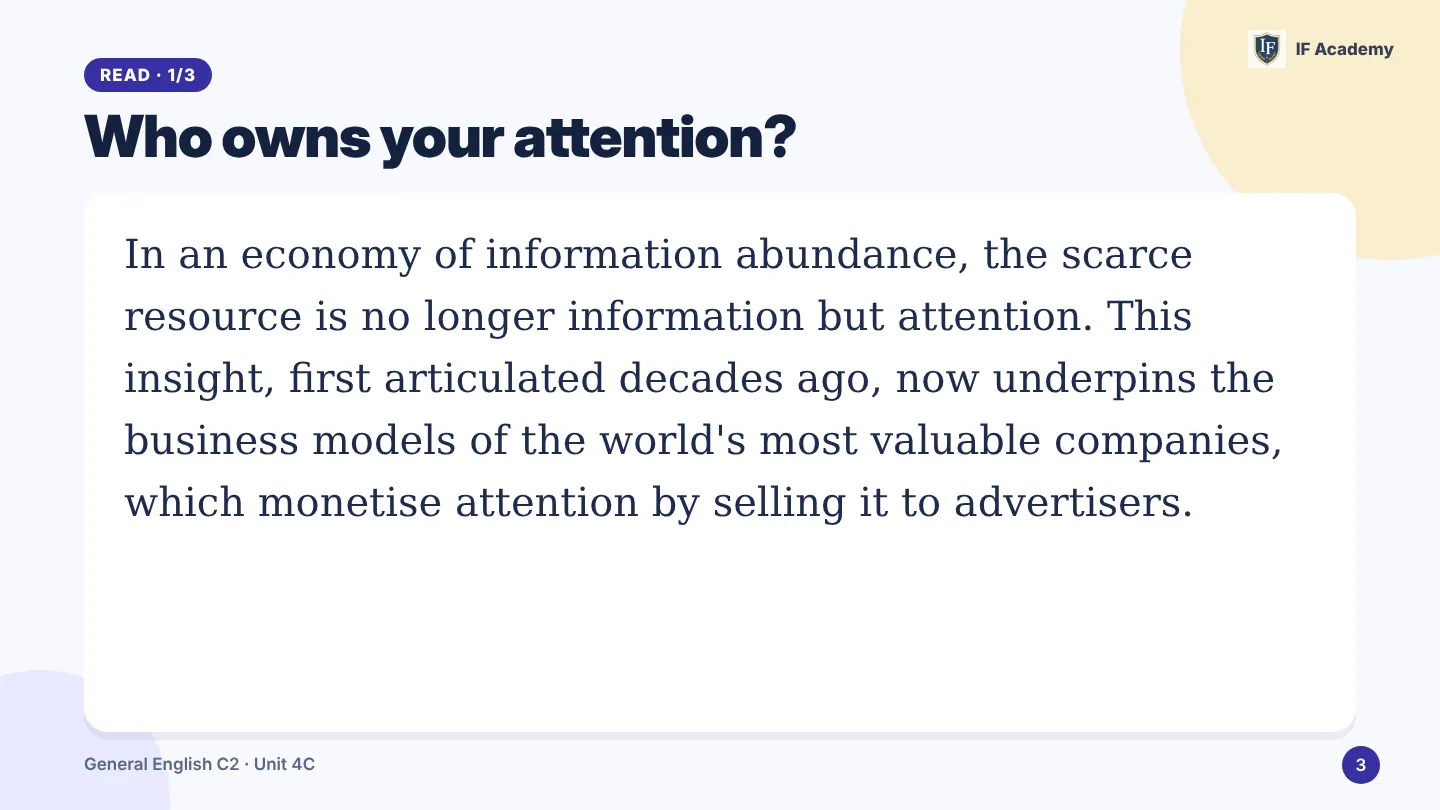 IF Academy
READ · 1/3
Who owns your attention?
In an economy of information abundance, the scarce
resource is no longer information but attention. This
insight, first articulated decades ago, now underpins the
business models of the world's most valuable companies,
which monetise attention by selling it to advertisers.
General English C2 · Unit 4C
3